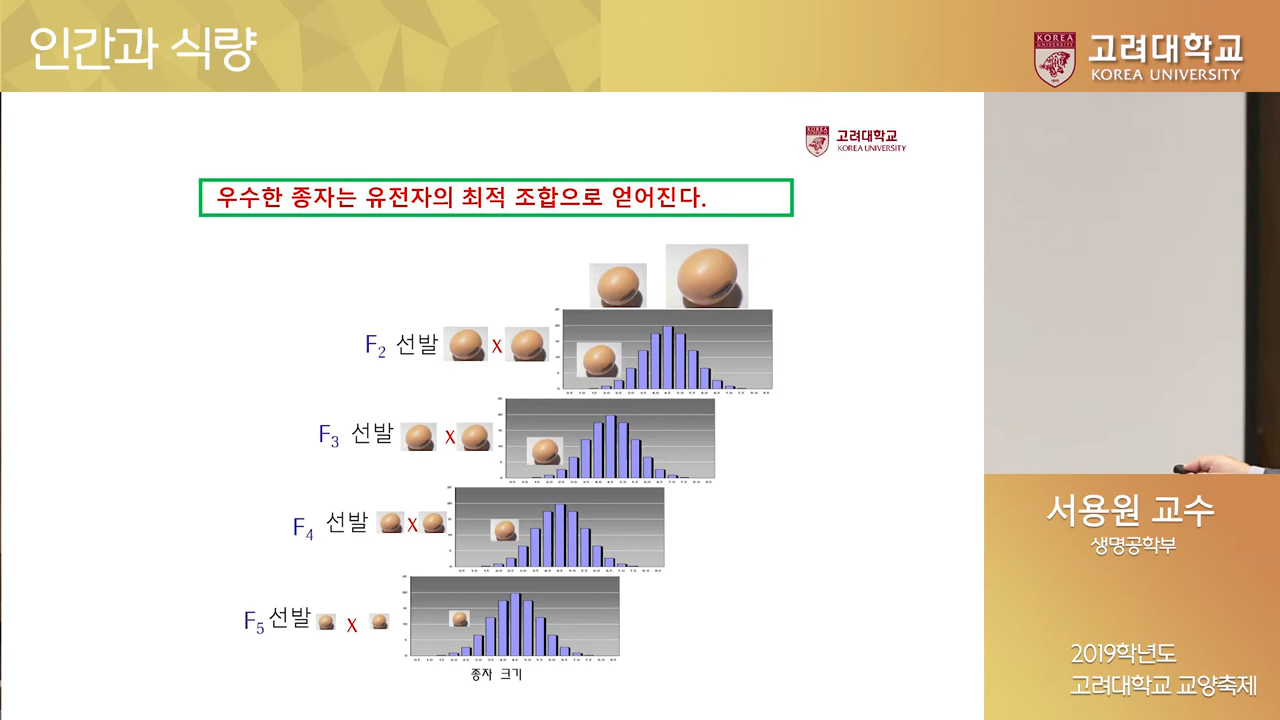 인간과 식량
KOREA
UNIVERSITY
고려대학교
KOREA UNIVERSITY
고려대학교
KOREA UNIVERSITY
우수한 종자는 유전자의 최적 조합으로 얻어진다.
F2 선발 X
F3 선발 X
F4 선발 X
F5 선발 X
종자 크기
서용원 교수
생명공학부
2019학년도
고려대학교 교양축제